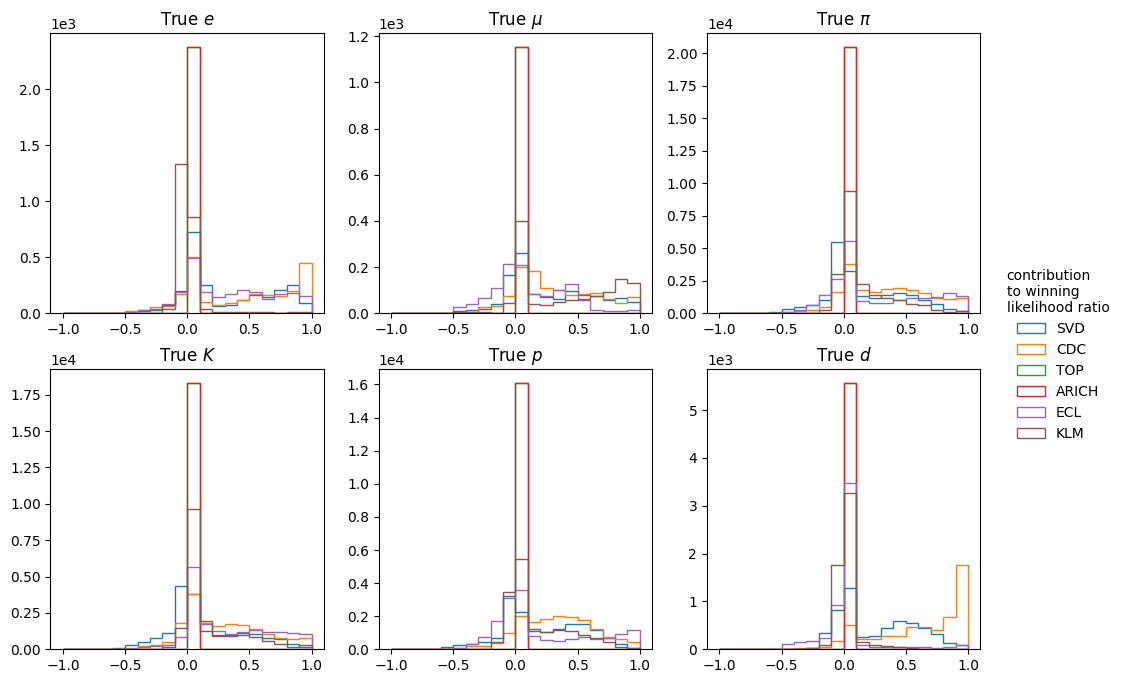 True e
1e3
2.0
1.5
1.0
0.5
0.0
−1.0 −0.5 0.0 0.5 1.0
True μ
1e3
1.2
1.0
0.8
0.6
0.4
0.2
0.0
−1.0 −0.5 0.0 0.5 1.0
True π
1e4
2.00
1.75
1.50
1.25
1.00
0.75
0.50
0.25
0.00
−1.0 −0.5 0.0 0.5 1.0
True K
1e4
1.75
1.50
1.25
1.00
0.75
0.50
0.25
0.00
−1.0 −0.5 0.0 0.5 1.0
True p
1e4
1.6
1.4
1.2
1.0
0.8
0.6
0.4
0.2
0.0
−1.0 −0.5 0.0 0.5 1.0
True d
1e3
5
4
3
2
1
0
−1.0 −0.5 0.0 0.5 1.0
contribution
to winning
likelihood ratio
SVD
CDC
TOP
ARICH
ECL
KLM